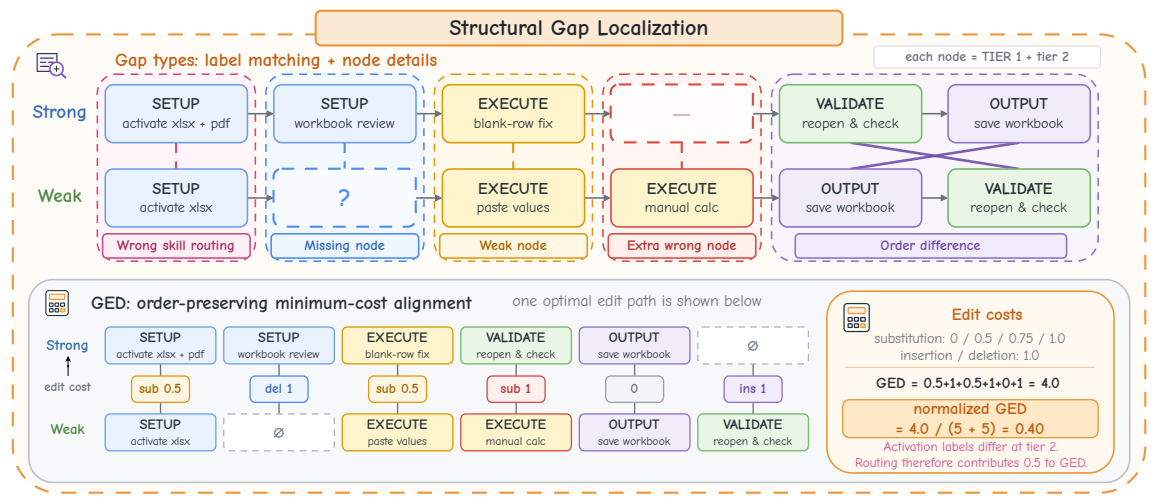 Structural Gap Localization
Gap types: label matching + node details
each node = TIER 1 + tier 2
Strong
SETUP
activate xlsx + pdf
SETUP
workbook review
EXECUTE
blank-row fix
—
VALIDATE
reopen & check
OUTPUT
save workbook
Weak
SETUP
activate xlsx
?
EXECUTE
paste values
EXECUTE
manual calc
OUTPUT
save workbook
VALIDATE
reopen & check
Wrong skill routing
Missing node
Weak node
Extra wrong node
Order difference
GED: order-preserving minimum-cost alignment
one optimal edit path is shown below
Strong
SETUP
activate xlsx + pdf
SETUP
workbook review
EXECUTE
blank-row fix
VALIDATE
reopen & check
OUTPUT
save workbook
∅
edit cost
sub 0.5
del 1
sub 0.5
sub 1
0
ins 1
Weak
SETUP
activate xlsx
∅
EXECUTE
paste values
EXECUTE
manual calc
OUTPUT
save workbook
VALIDATE
reopen & check
Edit costs
substitution: 0 / 0.5 / 0.75 / 1.0
insertion / deletion: 1.0
GED = 0.5+1+0.5+1+0+1 = 4.0
normalized GED
= 4.0 / (5 + 5) = 0.40
Activation labels differ at tier 2.
Routing therefore contributes 0.5 to GED.